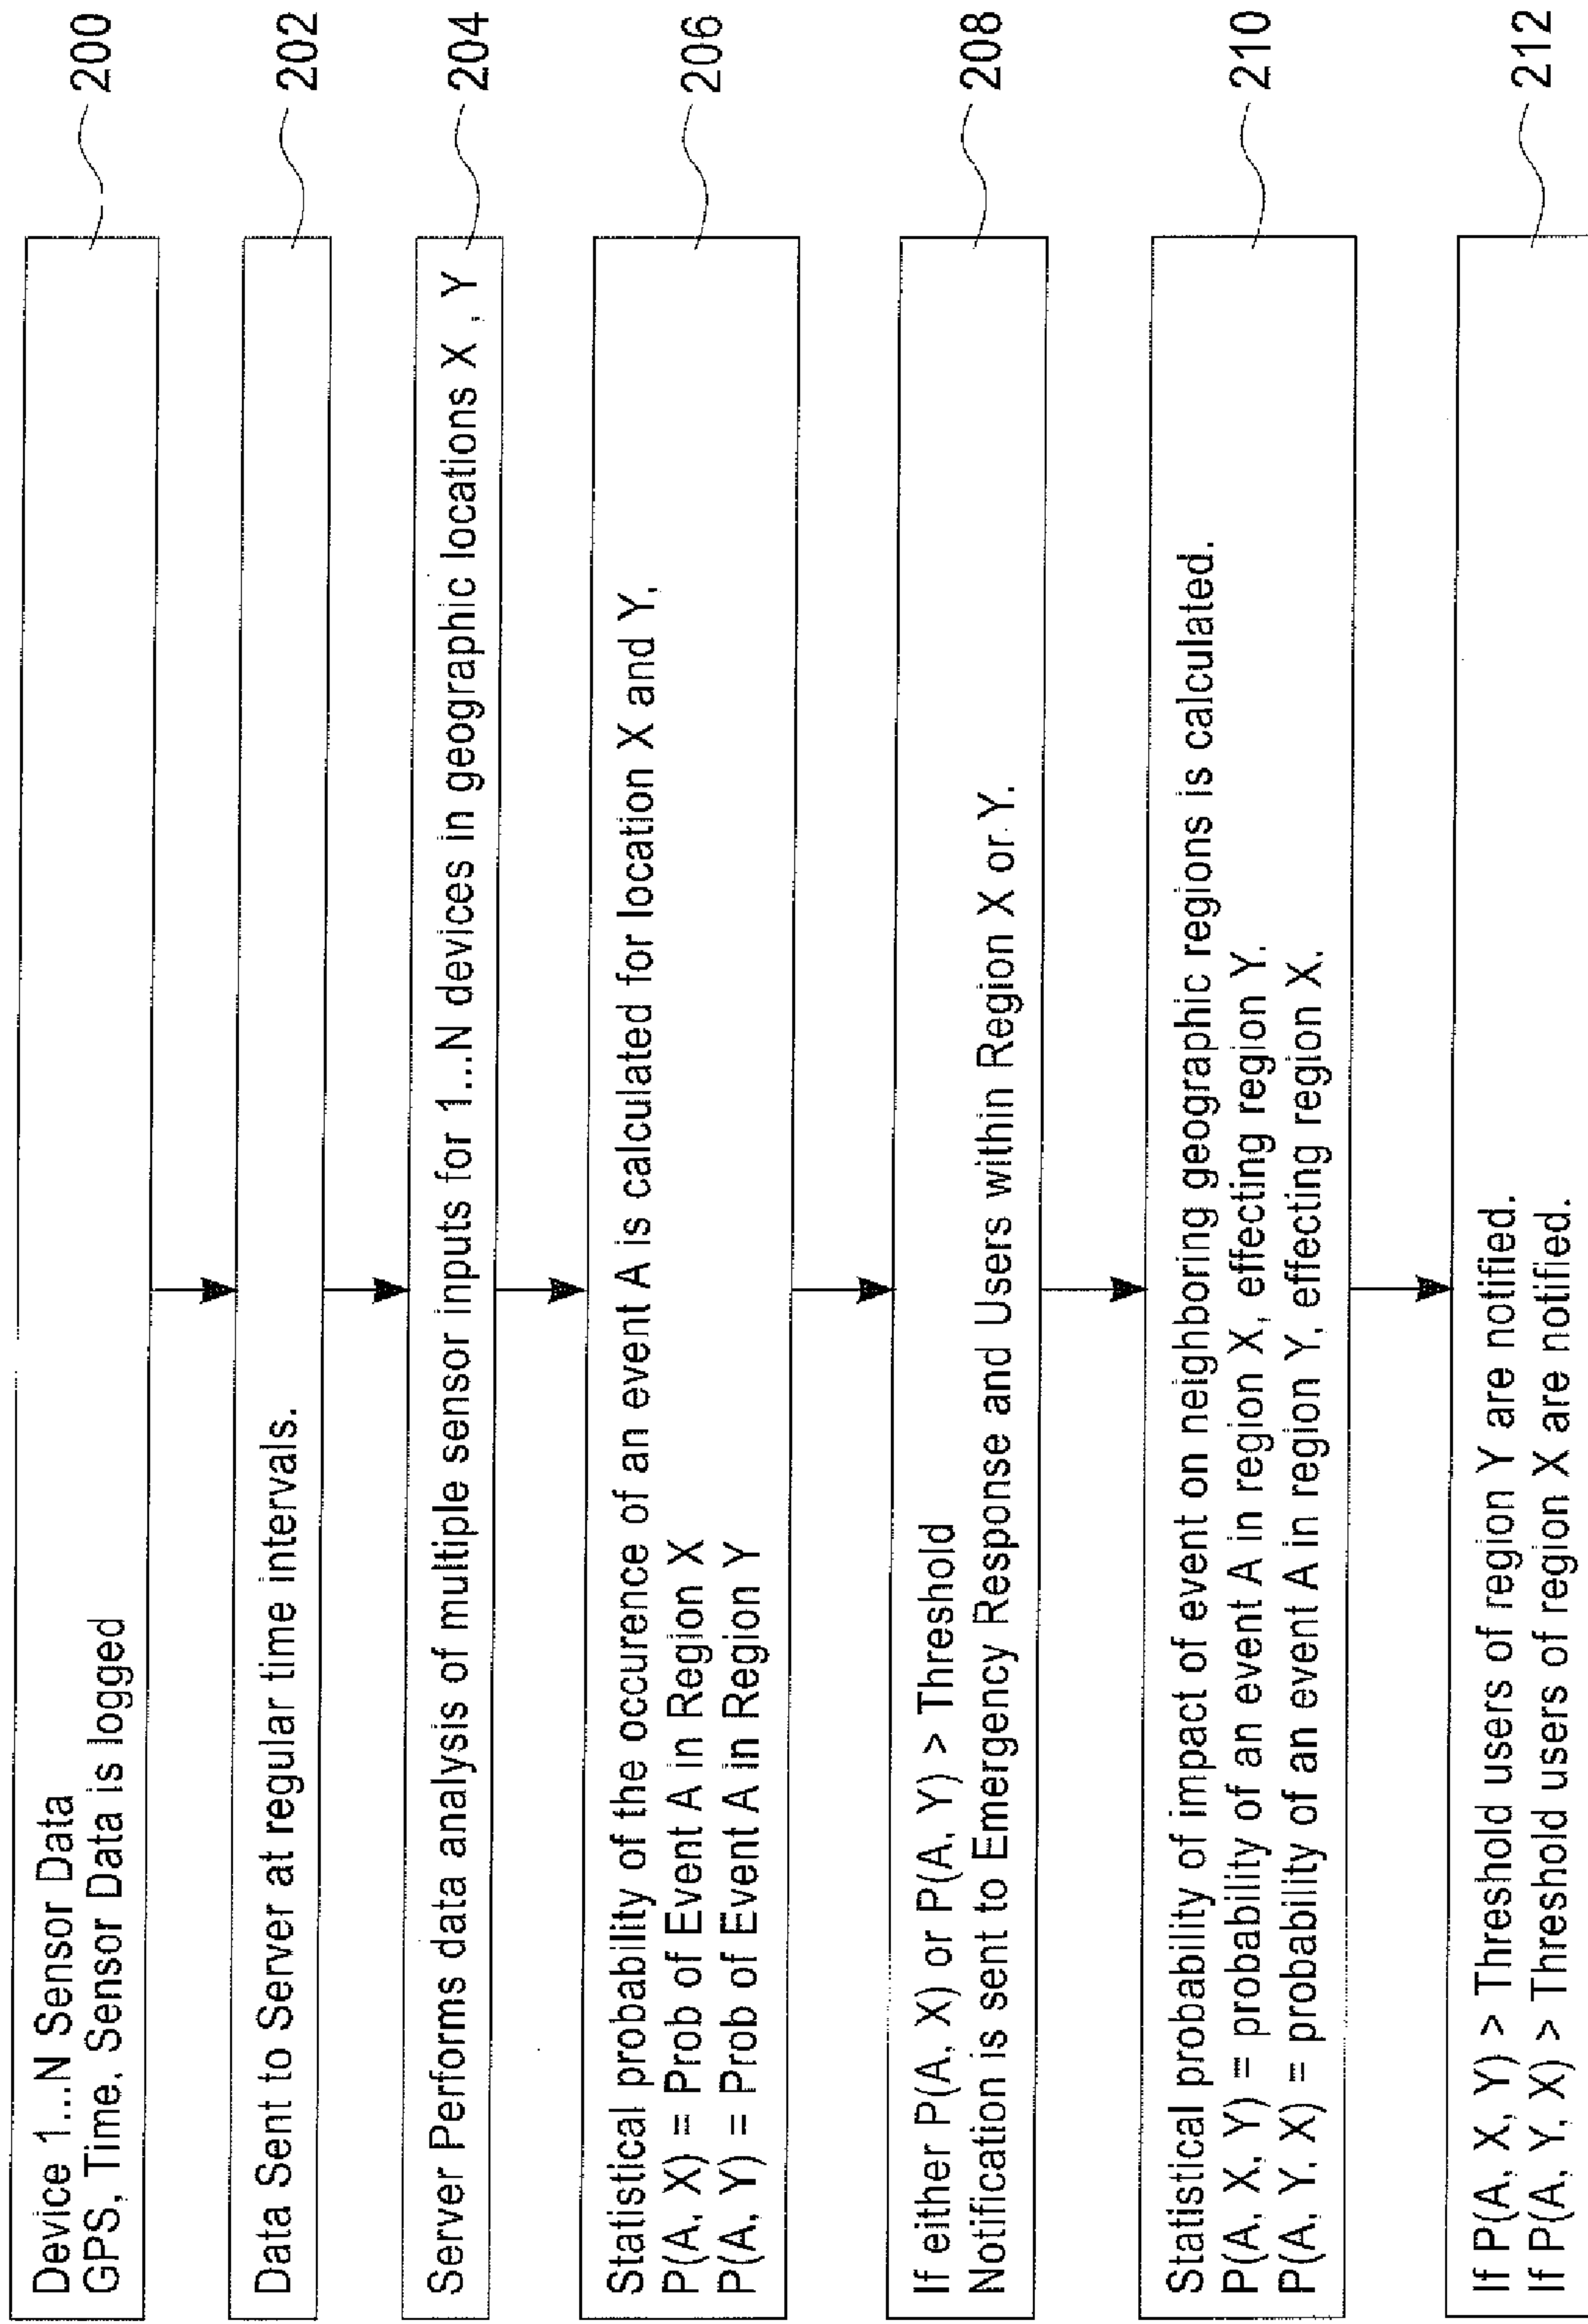 Device 1...N Sensor Data
GPS, Time, Sensor Data is logged
200
Data Sent to Server at regular time intervals.
202
Server Performs data analysis of multiple sensor inputs for 1...N devices in geographic locations X , Y
204
Statistical probability of the occurence of an event A is calculated for location X and Y,
P(A, X) = Prob of Event A in Region X
P(A, Y) = Prob of Event A in Region Y
206
If either P(A, X) or P(A, Y) > Threshold
Notification is sent to Emergency Response and Users within Region X or Y.
208
Statistical probability of impact of event on neighboring geographic regions is calculated.
P(A, X, Y) = probability of an event A in region X, effecting region Y.
P(A, Y, X) = probability of an event A in region Y, effecting region X.
210
If P(A, X, Y) > Threshold users of region Y are notified.
If P(A, Y, X) > Threshold users of region X are notified.
212